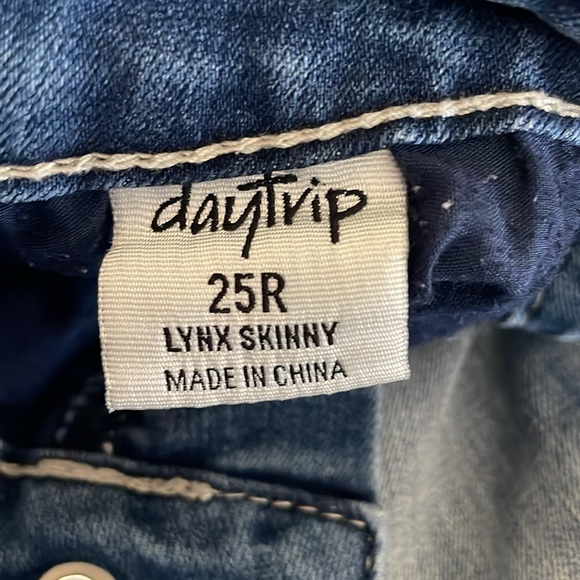 daytrip
25R
LYNX SKINNY
MADE IN CHINA